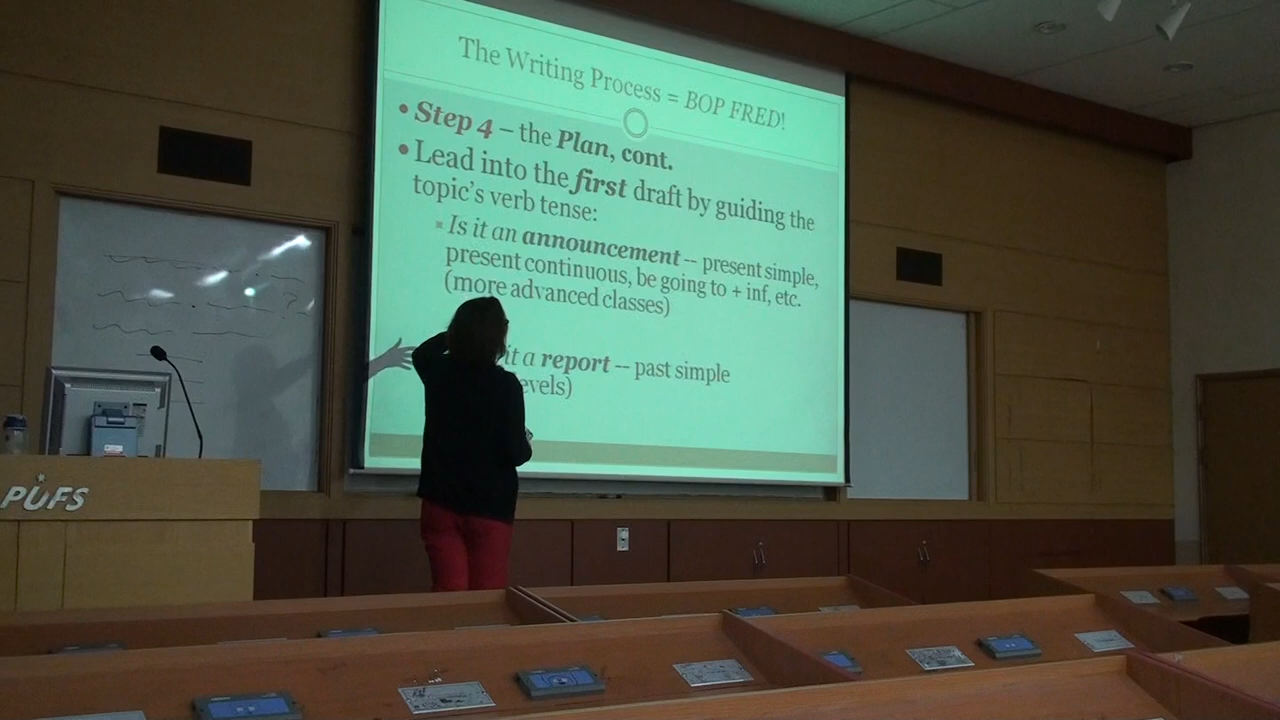 The Writing Process = BOP FRED!
• Step 4 – the Plan, cont.
• Lead into the first draft by guiding the
topic's verb tense:
Is it an announcement -- present simple,
present continuous, be going to + inf, etc.
(more advanced classes)
it a report -- past simple
evels)
PUFS